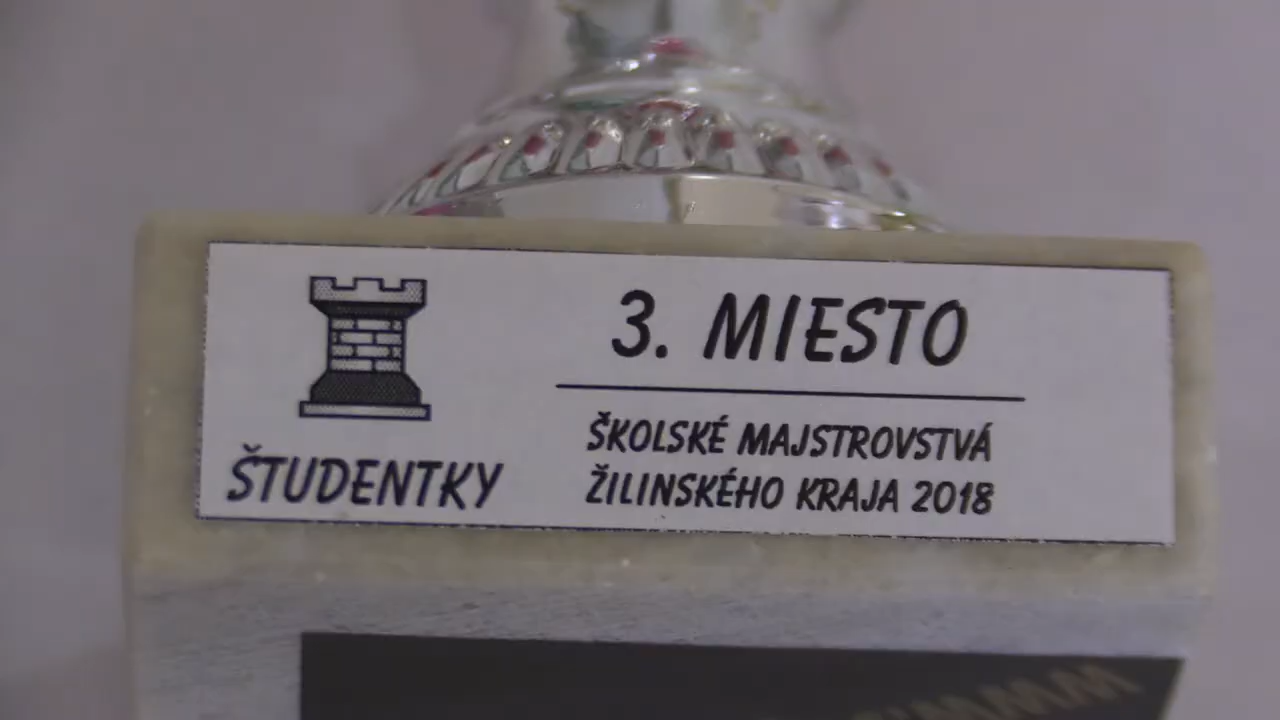 3. MIESTO
ŠKOLSKÉ MAJSTROVSTVÁ
ŽILINSKÉHO KRAJA 2018
ŠTUDENTKY